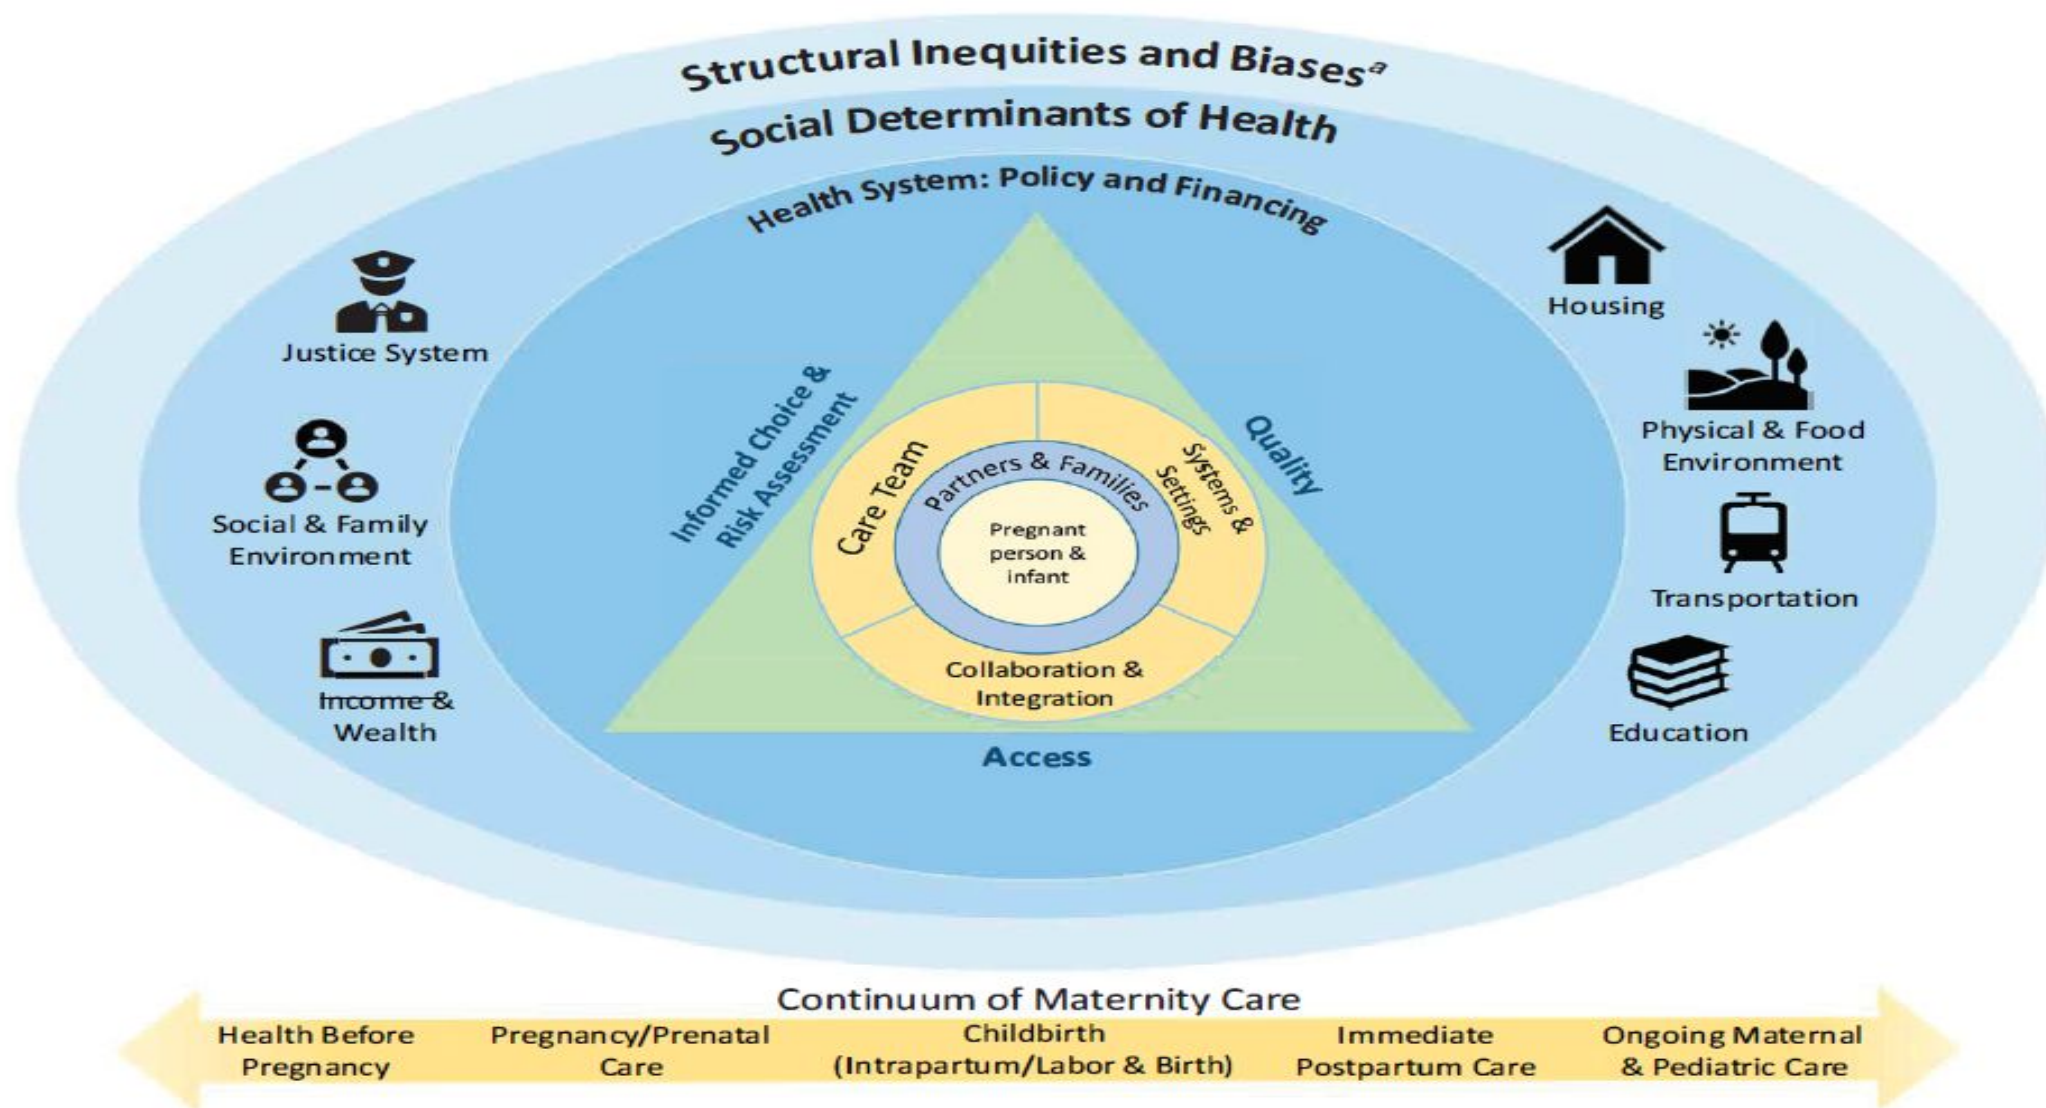 Structural Inequities and Biasesᵃ
Social Determinants of Health
Health System: Policy and Financing
Justice System
Social & Family
Environment
Income &
Wealth
Housing
Physical & Food
Environment
Transportation
Education
Informed Choice &
Risk Assessment
Quality
Access
Care Team
Systems &
Settings
Collaboration &
Integration
Partners & Families
Pregnant
person &
infant
Continuum of Maternity Care
Health Before
Pregnancy
Pregnancy/Prenatal
Care
Childbirth
(Intrapartum/Labor & Birth)
Immediate
Postpartum Care
Ongoing Maternal
& Pediatric Care